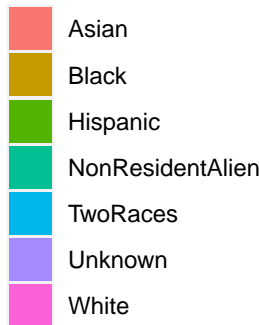 Asian
Black
Hispanic
NonResidentAlien
TwoRaces
Unknown
White